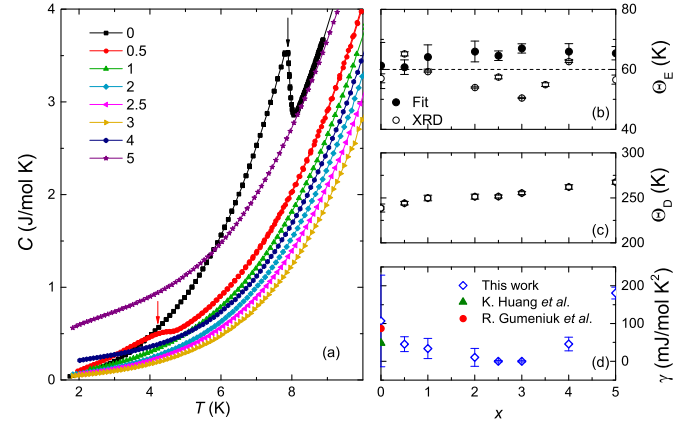 4
3
2
1
0
C (J/mol K)
0
0.5
1
2
2.5
3
4
5
(a)
2
4
6
8
10
T (K)
80
60
40
Θ_E (K)
Fit
XRD
(b)
300
250
200
Θ_D (K)
(c)
This work
K. Huang et al.
R. Gumeniuk et al.
200
100
0
γ (mJ/mol K²)
(d)
0
1
2
3
4
5
x